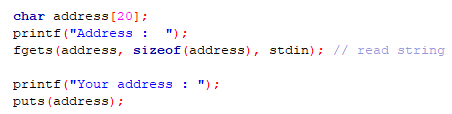 char address[20];
printf("Address :  ");
fgets(address, sizeof(address), stdin); // read string
printf("Your address : ");
puts(address);